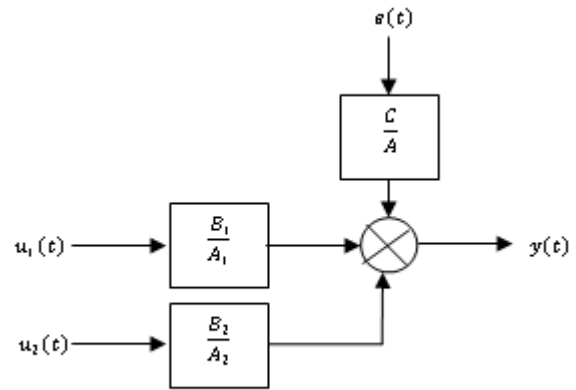 e(t)
C
A
u₁(t)
B₁
A₁
y(t)
u₂(t)
B₂
A₂